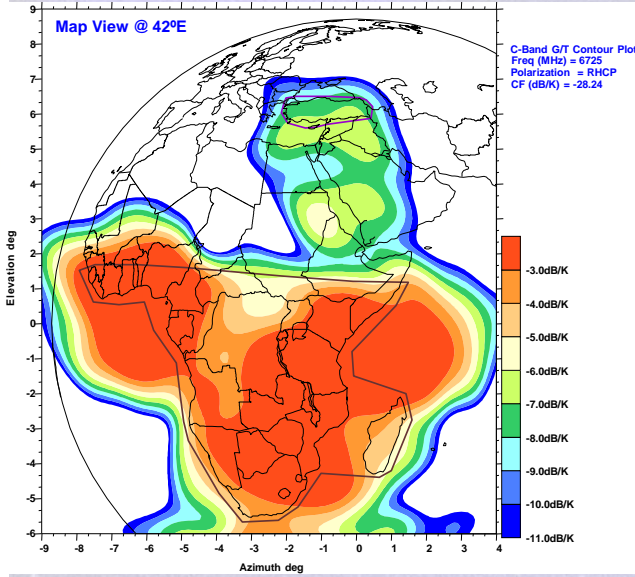 Map View @ 42ºE
C-Band G/T Contour Plot
Freq (MHz) = 6725
Polarization = RHCP
CF (dB/K) = -28.24
9
8
7
6
5
4
3
2
1
0
-1
-2
-3
-4
-5
-6
Elevation deg
-9 -8 -7 -6 -5 -4 -3 -2 -1 0 1 2 3 4
Azimuth deg
-3.0dB/K
-4.0dB/K
-5.0dB/K
-6.0dB/K
-7.0dB/K
-8.0dB/K
-9.0dB/K
-10.0dB/K
-11.0dB/K